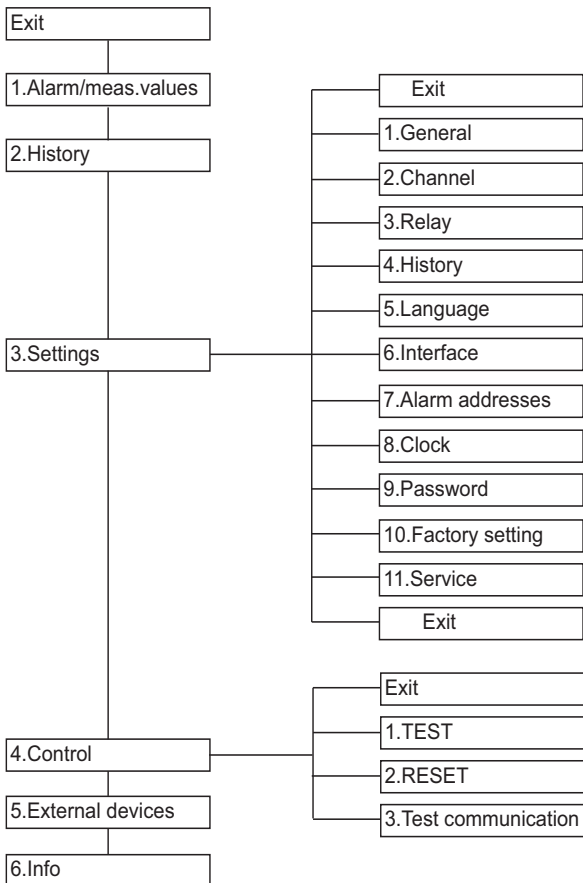 Exit
1.Alarm/meas.values
2.History
3.Settings
4.Control
5.External devices
6.Info
Exit
1.General
2.Channel
3.Relay
4.History
5.Language
6.Interface
7.Alarm addresses
8.Clock
9.Password
10.Factory setting
11.Service
Exit
Exit
1.TEST
2.RESET
3.Test communication